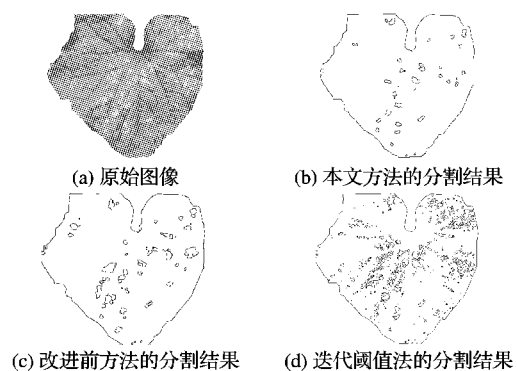 (a) 原始图像
(b) 本文方法的分割结果
(c) 改进前方法的分割结果
(d) 迭代阈值法的分割结果